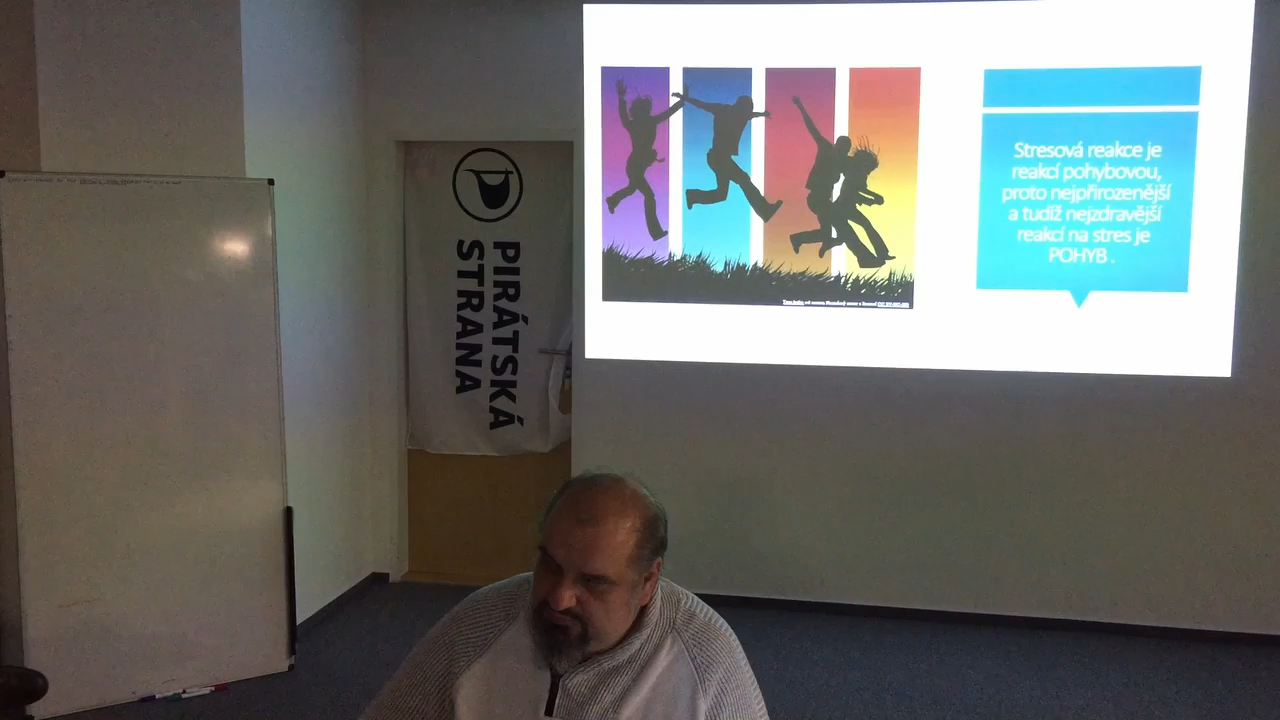 Stresová reakce je
reakcí pohybovou,
proto nejpřirozenější
a tudíž nejzdravější
reakcí na stres je
POHYB .
PIRÁTSKÁ
STRANA